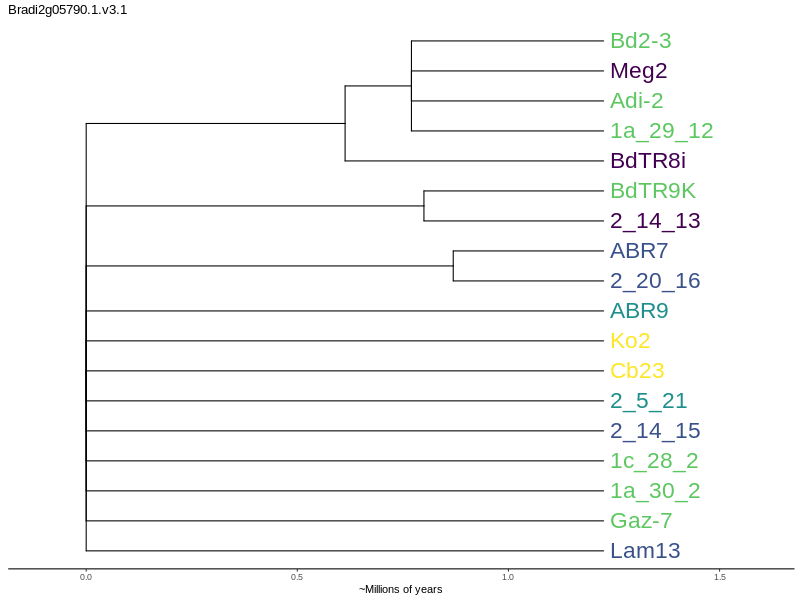 Bradi2g05790.1.v3.1
Bd2-3
Meg2
Adi-2
1a_29_12
BdTR8i
BdTR9K
2_14_13
ABR7
2_20_16
ABR9
Ko2
Cb23
2_5_21
2_14_15
1c_28_2
1a_30_2
Gaz-7
Lam13
0.0 0.5 1.0 1.5
~Millions of years